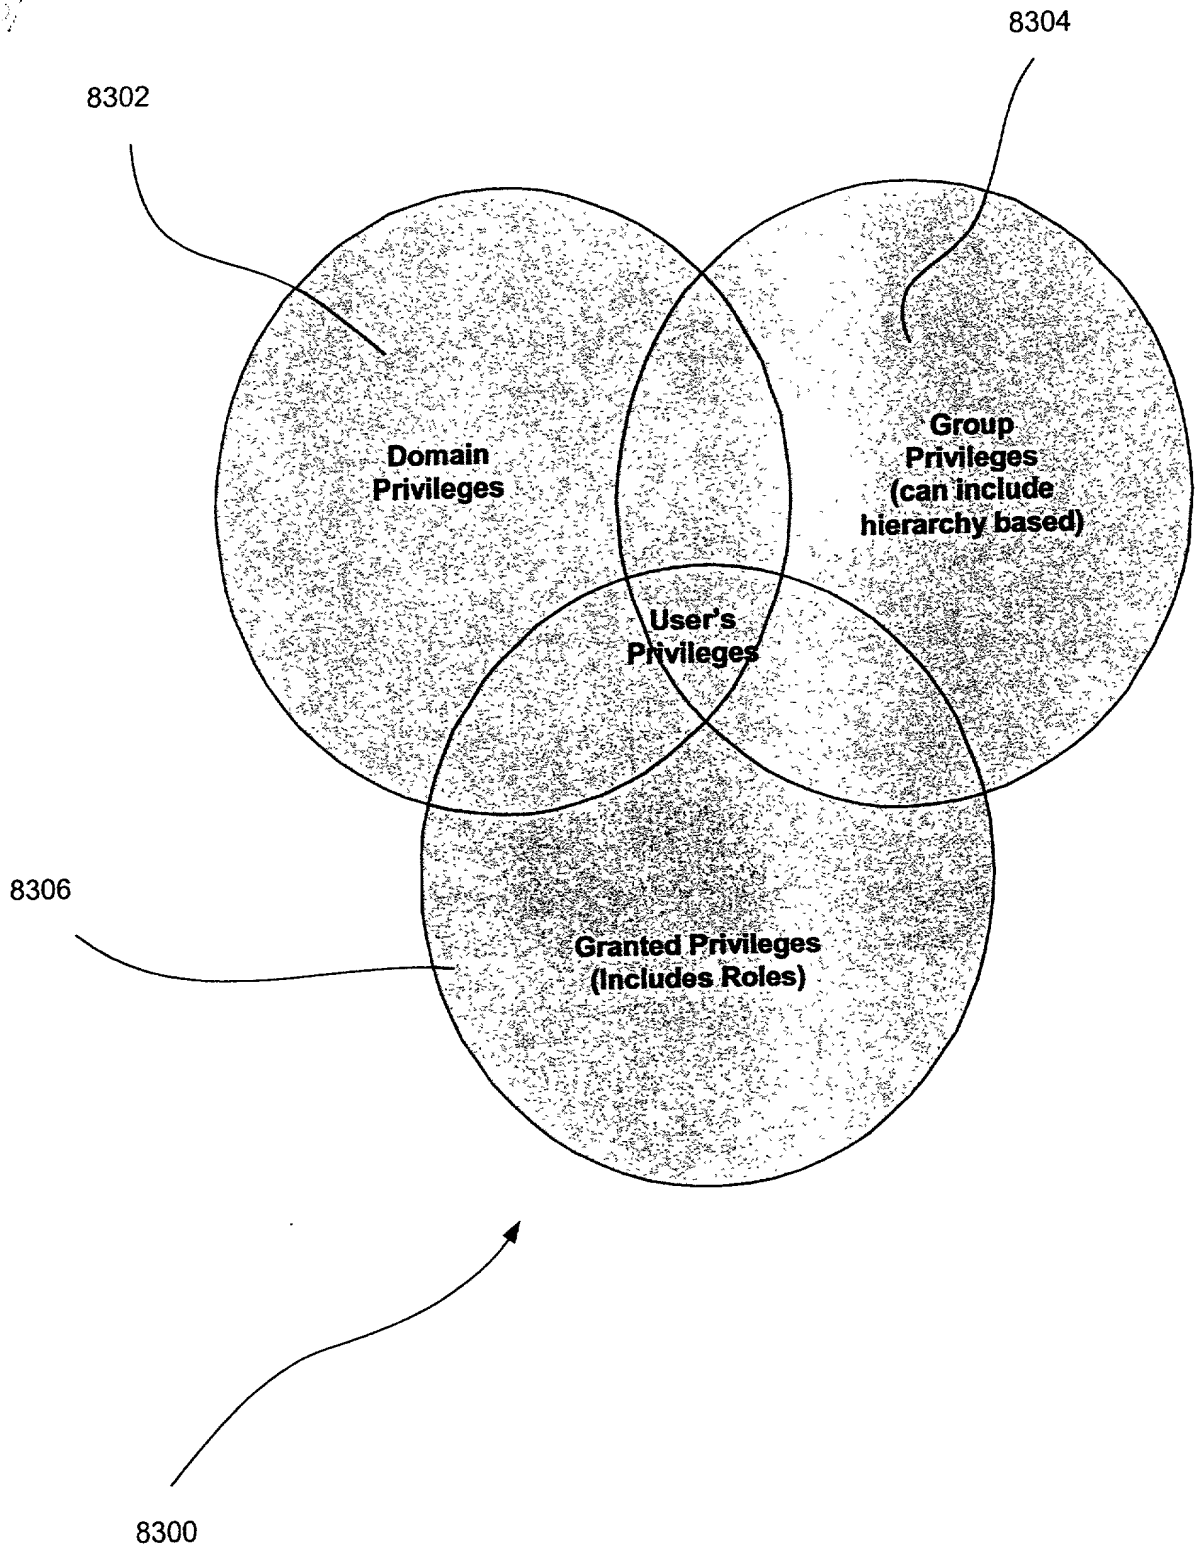 8304
8302
Domain
Privileges
Group
Privileges
(can include
hierarchy based)
User's
Privileges
8306
Granted Privileges
(Includes Roles)
8300